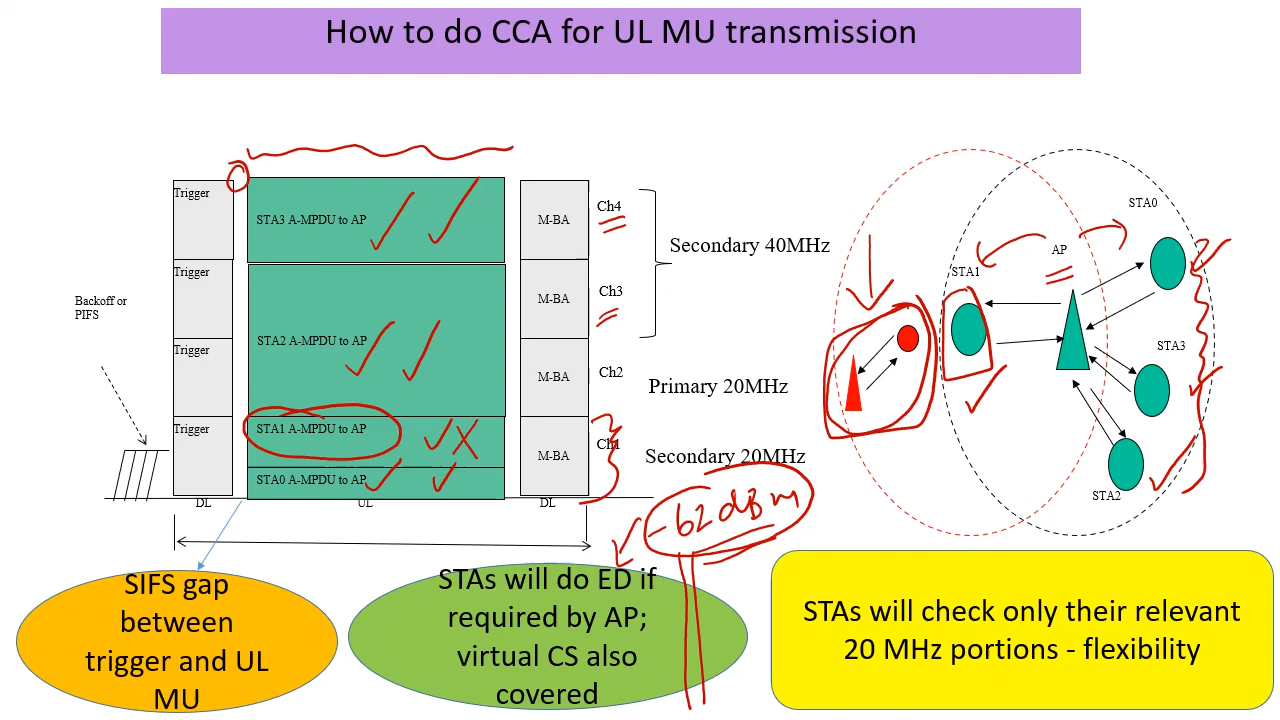 How to do CCA for UL MU transmission
Trigger
STA3 A-MPDU to AP
M-BA
Ch4
Secondary 40MHz
Trigger
M-BA
Ch3
Backoff or
PIFS
Trigger
STA2 A-MPDU to AP
M-BA
Ch2
Primary 20MHz
Trigger
STA1 A-MPDU to AP
M-BA
Ch1
Secondary 20MHz
STA0 A-MPDU to AP
DL
UL
DL
STA0
AP
STA1
STA3
STA2
-62 dBm
SIFS gap
between
trigger and UL
MU
STAs will do ED if
required by AP;
virtual CS also
covered
STAs will check only their relevant
20 MHz portions - flexibility